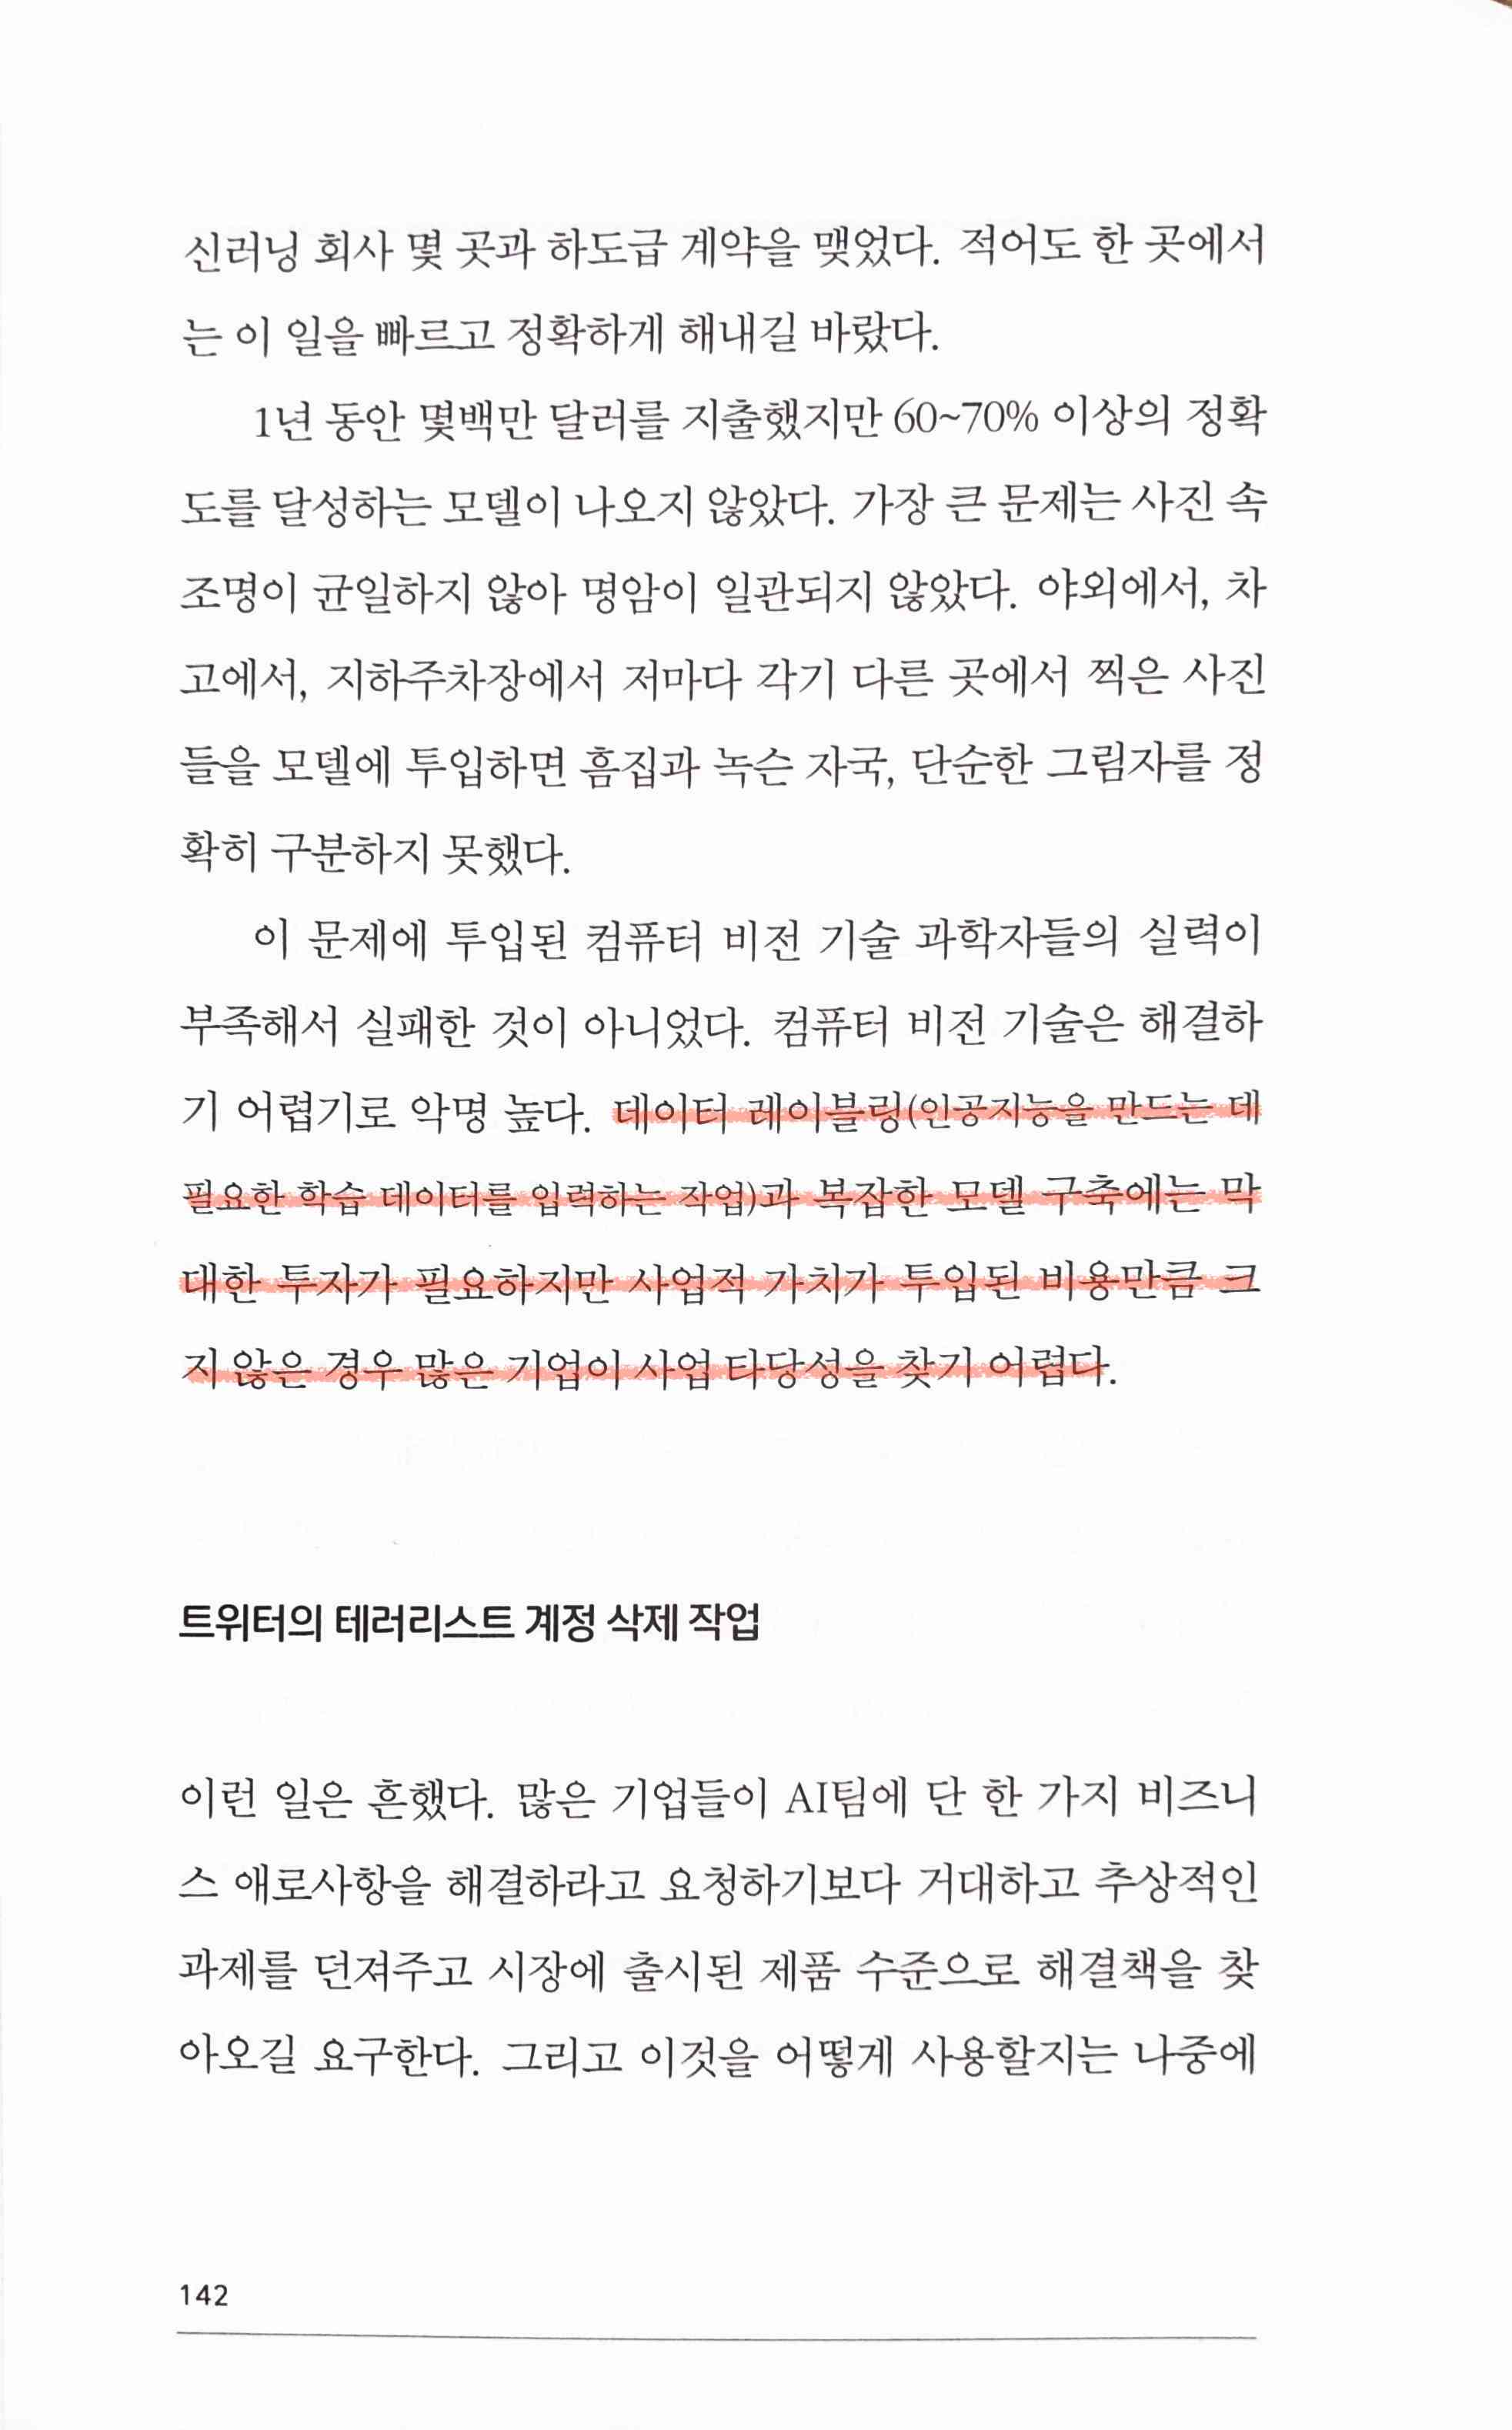 신러닝 회사 몇 곳과 하도급 계약을 맺었다. 적어도 한 곳에서
는 이 일을 빠르고 정확하게 해내길 바랐다.
1년 동안 몇백만 달러를 지출했지만 60~70% 이상의 정확
도를 달성하는 모델이 나오지 않았다. 가장 큰 문제는 사진 속
조명이 균일하지 않아 명암이 일관되지 않았다. 야외에서, 차
고에서, 지하주차장에서 저마다 각기 다른 곳에서 찍은 사진
들을 모델에 투입하면 흠집과 녹슨 자국, 단순한 그림자를 정
확히 구분하지 못했다.
이 문제에 투입된 컴퓨터 비전 기술 과학자들의 실력이
부족해서 실패한 것이 아니었다. 컴퓨터 비전 기술은 해결하
기 어렵기로 악명 높다. 데이터 레이블링(인공지능을 만드는 데
필요한 학습 데이터를 입력하는 작업)과 복잡한 모델 구축에는 막
대한 투자가 필요하지만 사업적 가치가 투입된 비용만큼 크
지 않은 경우 많은 기업이 사업 타당성을 찾기 어렵다.
트위터의 테러리스트 계정 삭제 작업
이런 일은 흔했다. 많은 기업들이 AI팀에 단 한 가지 비즈니
스 애로사항을 해결하라고 요청하기보다 거대하고 추상적인
과제를 던져주고 시장에 출시된 제품 수준으로 해결책을 찾
아오길 요구한다. 그리고 이것을 어떻게 사용할지는 나중에
142